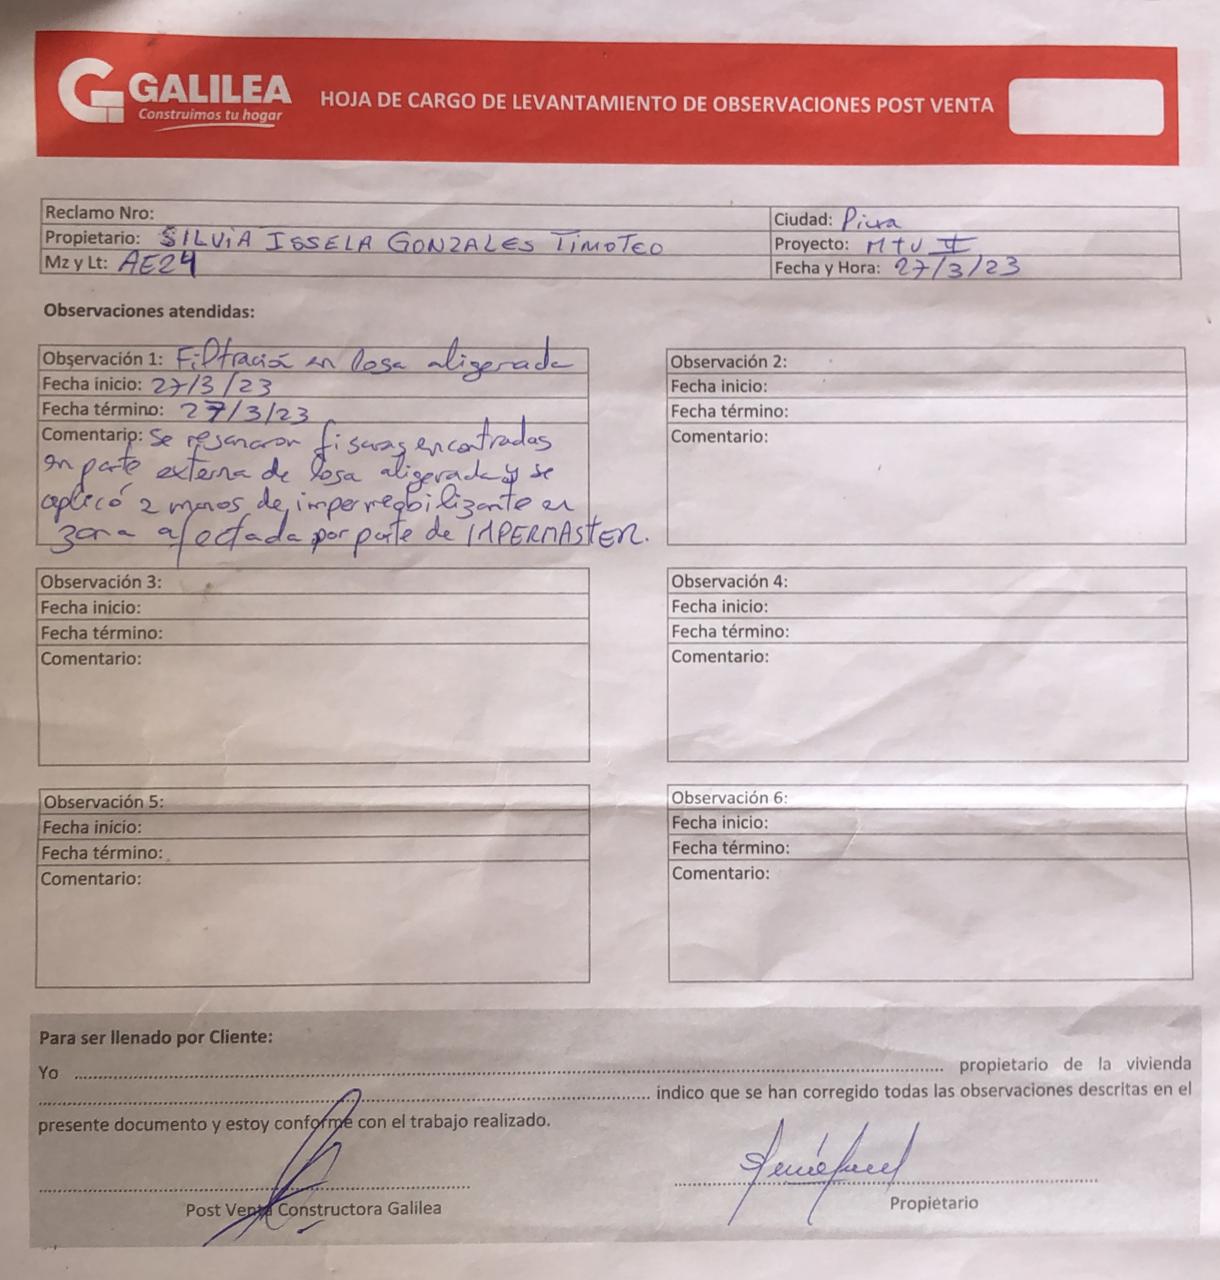 GALILEA
Construimos tu hogar
HOJA DE CARGO DE LEVANTAMIENTO DE OBSERVACIONES POST VENTA
Reclamo Nro:
Ciudad: Piura
Propietario: SILVIA ISSELA GONZALES TIMOTEO
Proyecto: MTU II
Mz y Lt: AE24
Fecha y Hora: 27/3/23
Observaciones atendidas:
Observación 1: Filtración en losa aligerada
Fecha inicio: 27/3/23
Fecha término: 27/3/23
Comentario: Se resanaron fisuras encontradas
en parte externa de losa aligerada y se
aplicó 2 manos de impermeabilizante en
zona afectada por parte de IMPERMASTER.
Observación 2:
Fecha inicio:
Fecha término:
Comentario:
Observación 3:
Fecha inicio:
Fecha término:
Comentario:
Observación 4:
Fecha inicio:
Fecha término:
Comentario:
Observación 5:
Fecha inicio:
Fecha término:
Comentario:
Observación 6:
Fecha inicio:
Fecha término:
Comentario:
Para ser llenado por Cliente:
Yo ........ propietario de la vivienda
........ indico que se han corregido todas las observaciones descritas en el
presente documento y estoy conforme con el trabajo realizado.
Post Venta Constructora Galilea
Propietario